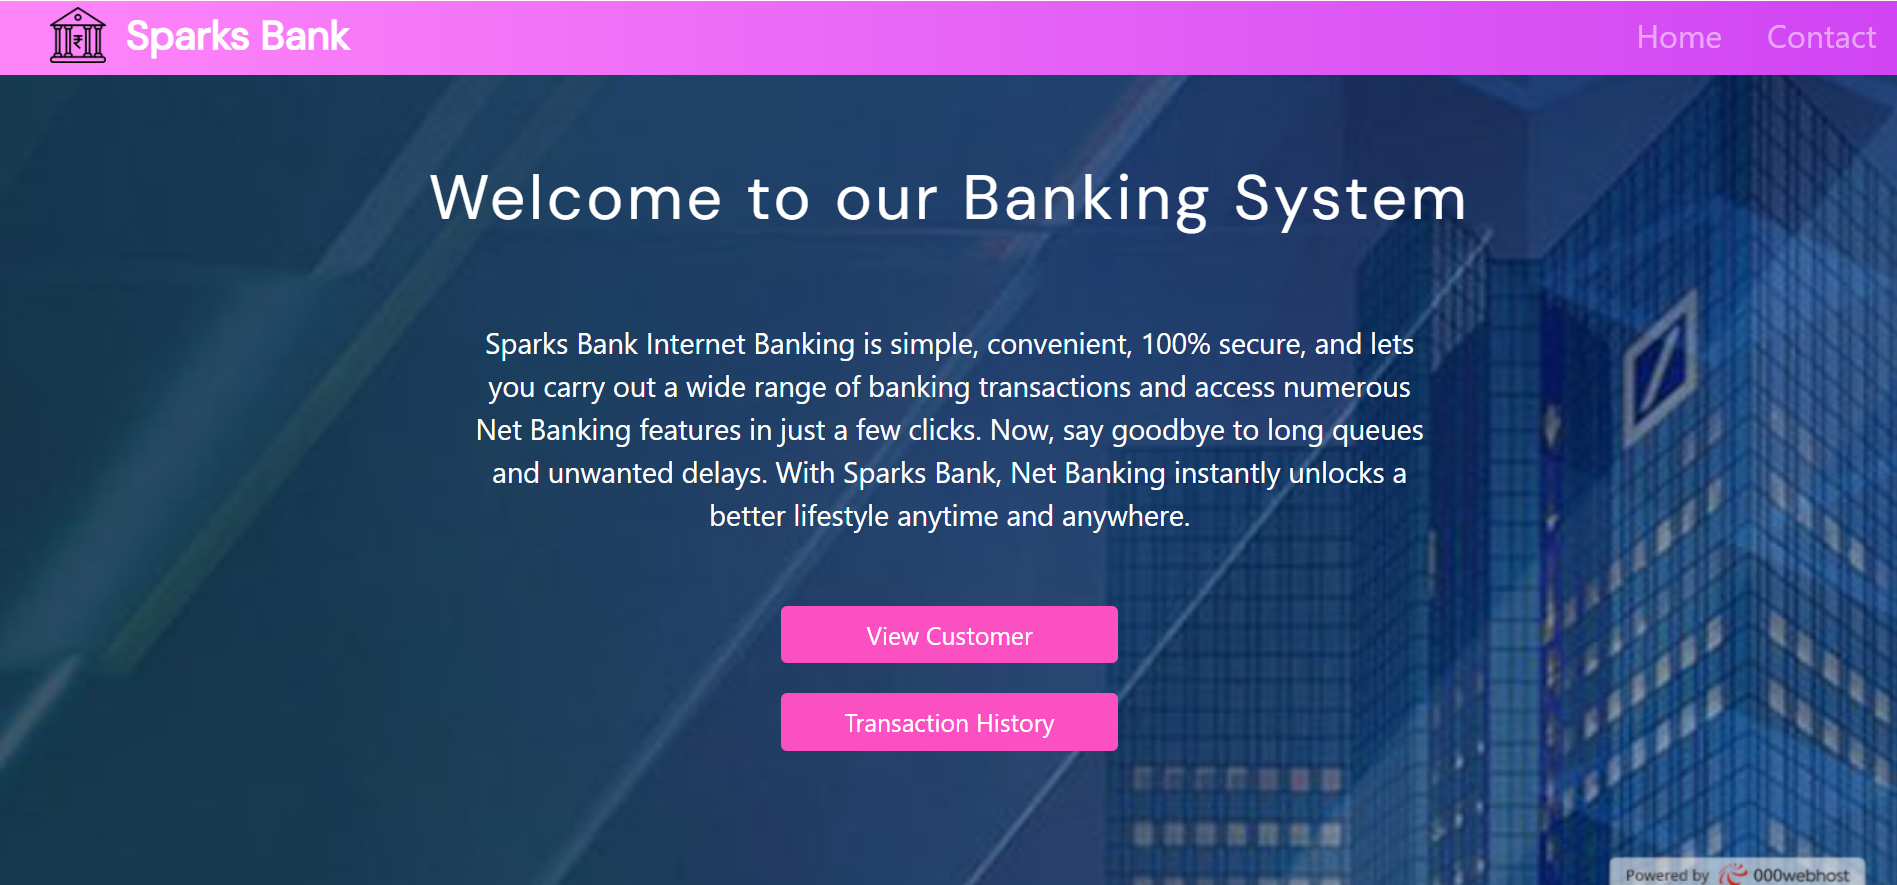 Sparks Bank
Home
Contact
Welcome to our Banking System
Sparks Bank Internet Banking is simple, convenient, 100% secure, and lets
you carry out a wide range of banking transactions and access numerous
Net Banking features in just a few clicks. Now, say goodbye to long queues
and unwanted delays. With Sparks Bank, Net Banking instantly unlocks a
better lifestyle anytime and anywhere.
View Customer
Transaction History
Powered by 000webhost